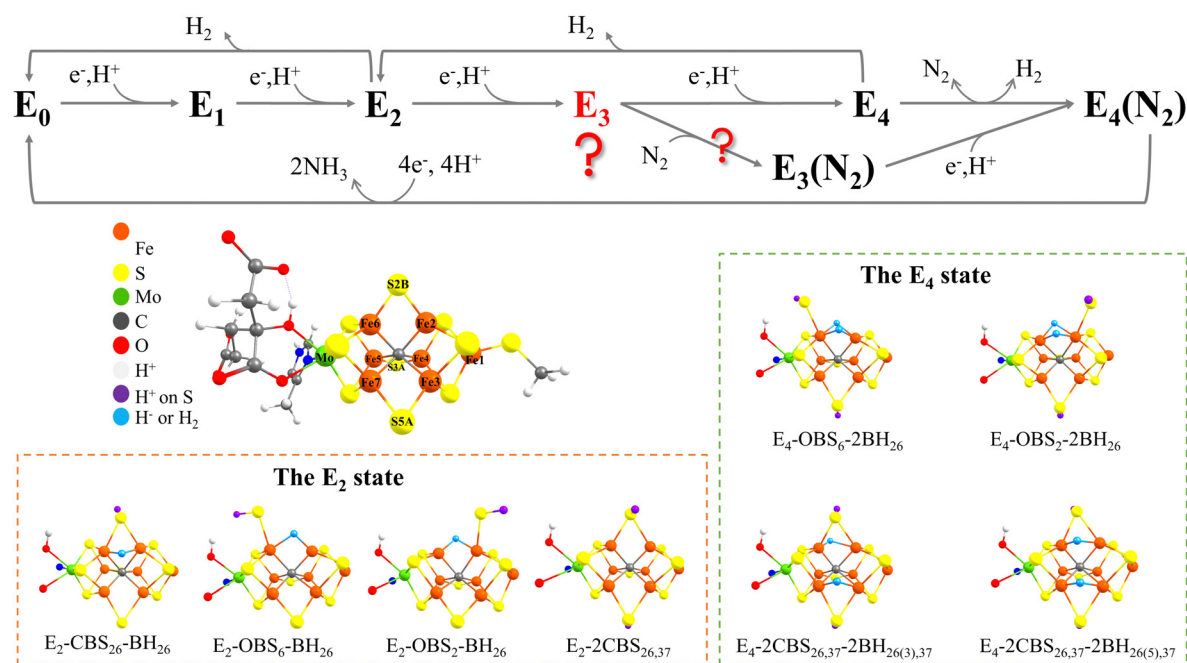 H₂ H₂
e⁻,H⁺ e⁻,H⁺ e⁻,H⁺ e⁻,H⁺ N₂ H₂
E₀ E₁ E₂ E₃ E₄ E₄(N₂)
? N₂ ? E₃(N₂) e⁻,H⁺
2NH₃ 4e⁻, 4H⁺
Fe
S
Mo
C
O
H⁺
H⁺ on S
H⁻ or H₂
S2B
Fe6 Fe2
Mo Fe5 Fe4 Fe1
S3A
Fe7 Fe3
S5A
The E₄ state
E₄-OBS₆-2BH₂₆ E₄-OBS₂-2BH₂₆
E₄-2CBS₂₆,₃₇-2BH₂₆₍₃₎,₃₇ E₄-2CBS₂₆,₃₇-2BH₂₆₍₅₎,₃₇
The E₂ state
E₂-CBS₂₆-BH₂₆ E₂-OBS₆-BH₂₆ E₂-OBS₂-BH₂₆ E₂-2CBS₂₆,₃₇